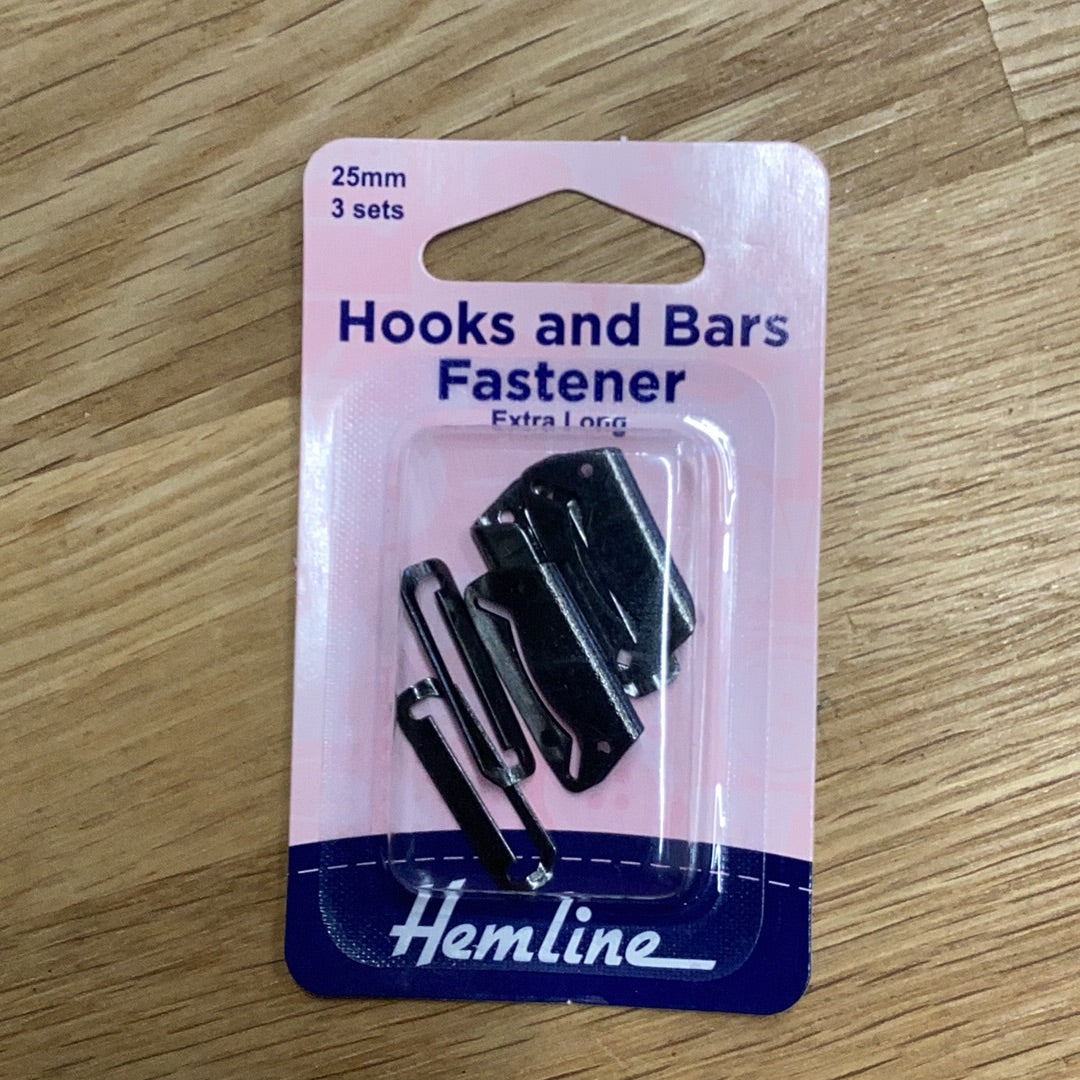 25mm
3 sets
Hooks and Bars
Fastener
Extra Long
Hemline